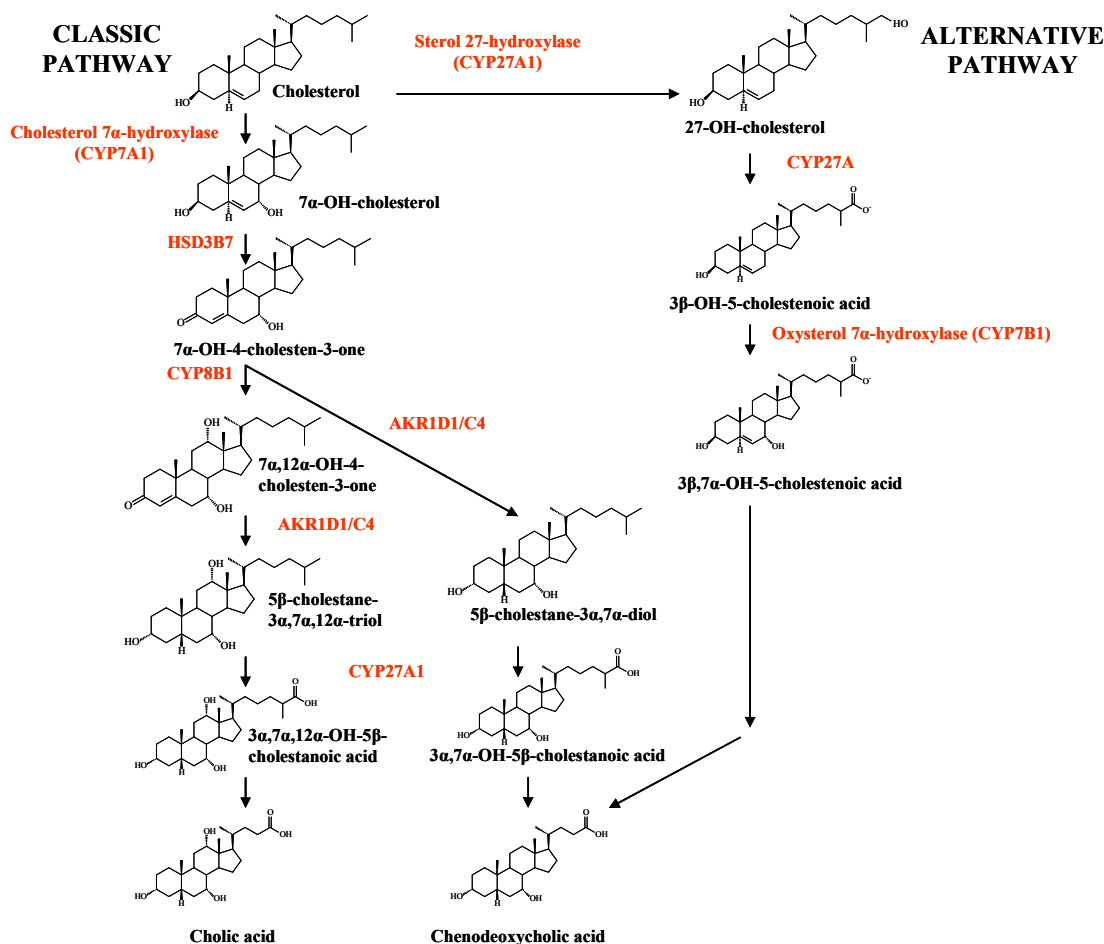 CLASSIC
PATHWAY
Sterol 27-hydroxylase
(CYP27A1)
ALTERNATIVE
PATHWAY
HO
H
Cholesterol
HO
HO
27-OH-cholesterol
Cholesterol 7α-hydroxylase
(CYP7A1)
CYP27A
HO
H
OH
7α-OH-cholesterol
O
O-
HO
H
3β-OH-5-cholestenoic acid
HSD3B7
O
OH
7α-OH-4-cholesten-3-one
Oxysterol 7α-hydroxylase (CYP7B1)
CYP8B1
O
O-
HO
H
OH
3β,7α-OH-5-cholestenoic acid
AKR1D1/C4
OH
O
OH
7α,12α-OH-4-
cholesten-3-one
AKR1D1/C4
OH
HO
H
OH
5β-cholestane-
3α,7α,12α-triol
HO
H
OH
5β-cholestane-3α,7α-diol
CYP27A1
O
OH
OH
HO
H
OH
3α,7α,12α-OH-5β-
cholestanoic acid
O
OH
HO
H
OH
3α,7α-OH-5β-cholestanoic acid
O
OH
OH
HO
H
OH
Cholic acid
O
OH
HO
H
OH
Chenodeoxycholic acid